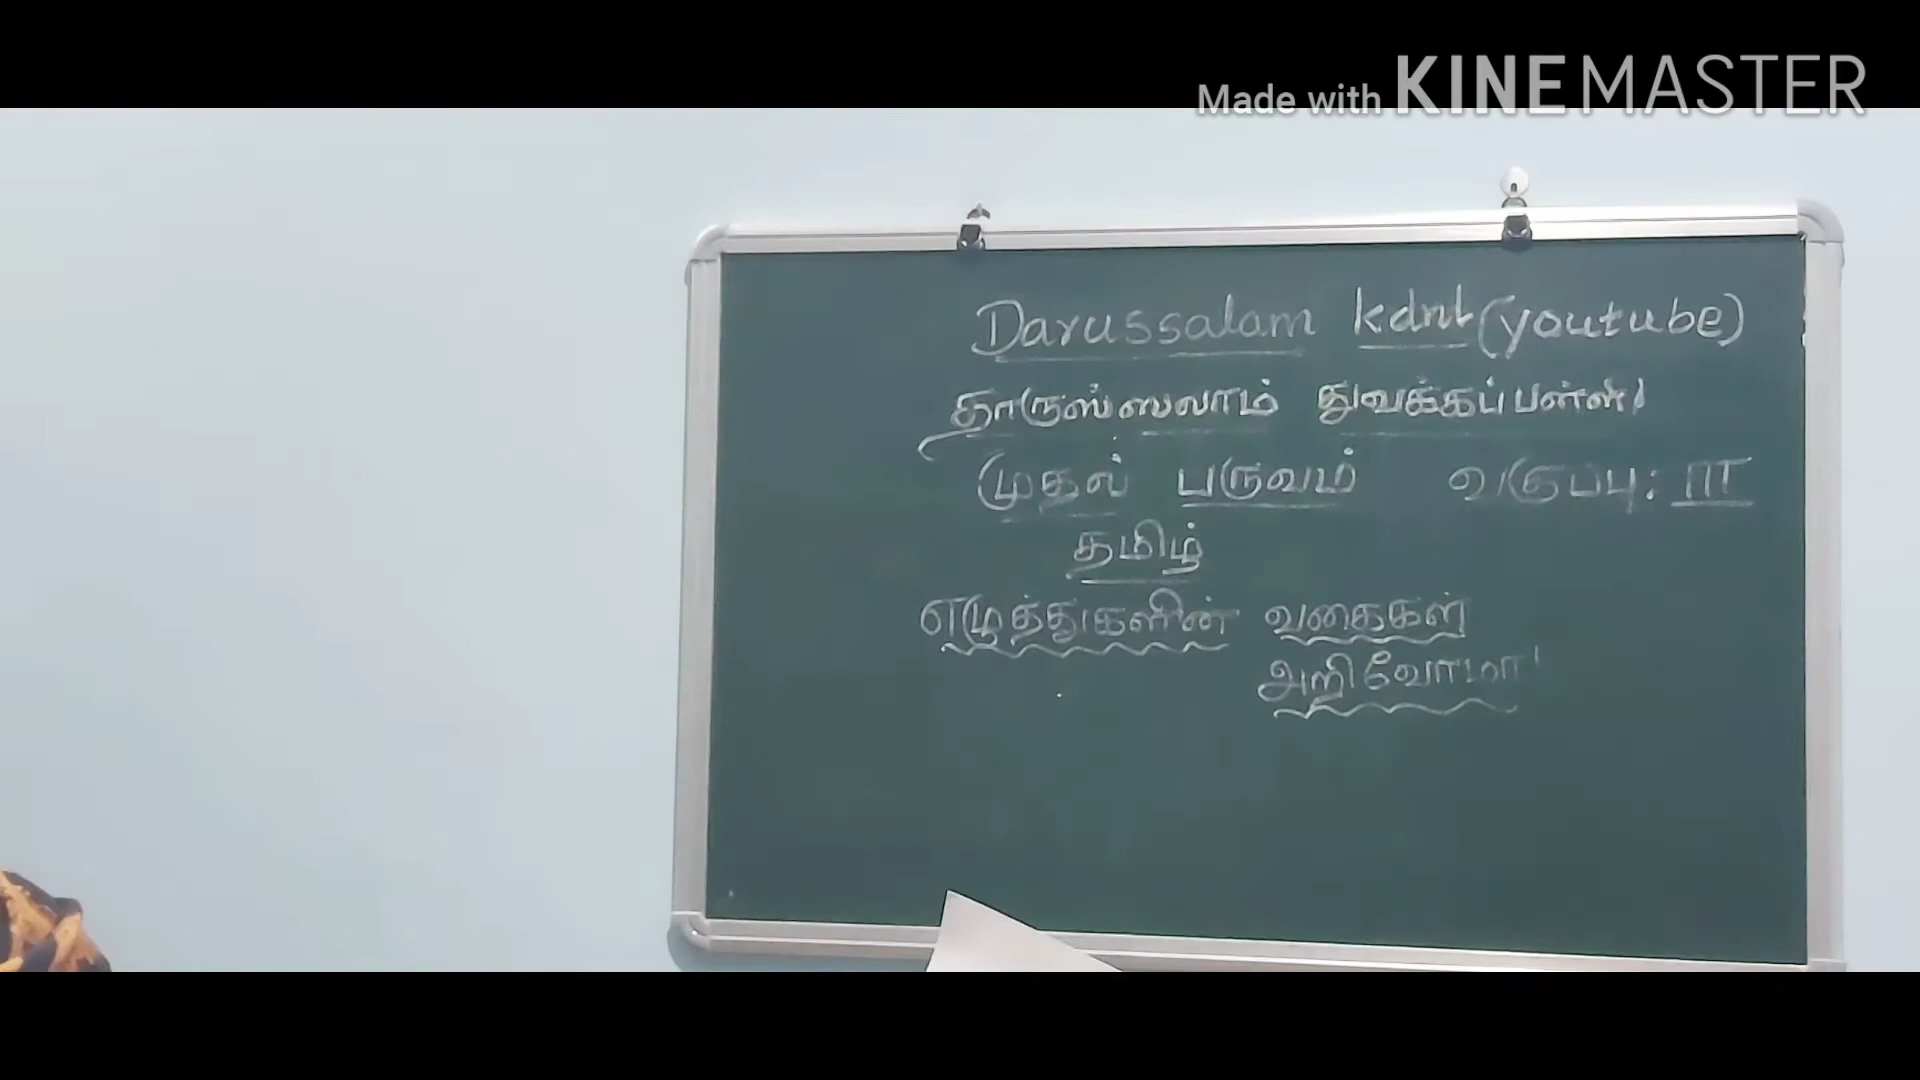 Made with KINEMASTER
Darussalam kdnl (youtube)
தாருஸ்ஸலாம் துவக்கப்பள்ளி
முதல் பருவம் வகுப்பு: III
தமிழ்
எழுத்துகளின் வகைகள்
அறிவோமா